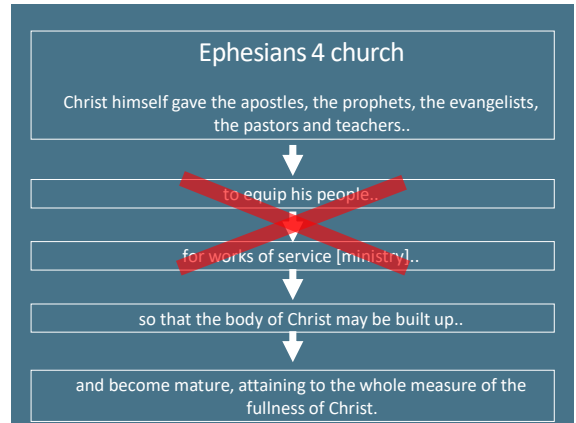 Ephesians 4 church
Christ himself gave the apostles, the prophets, the evangelists,
the pastors and teachers..
to equip his people..
for works of service [ministry]..
so that the body of Christ may be built up..
and become mature, attaining to the whole measure of the
fullness of Christ.